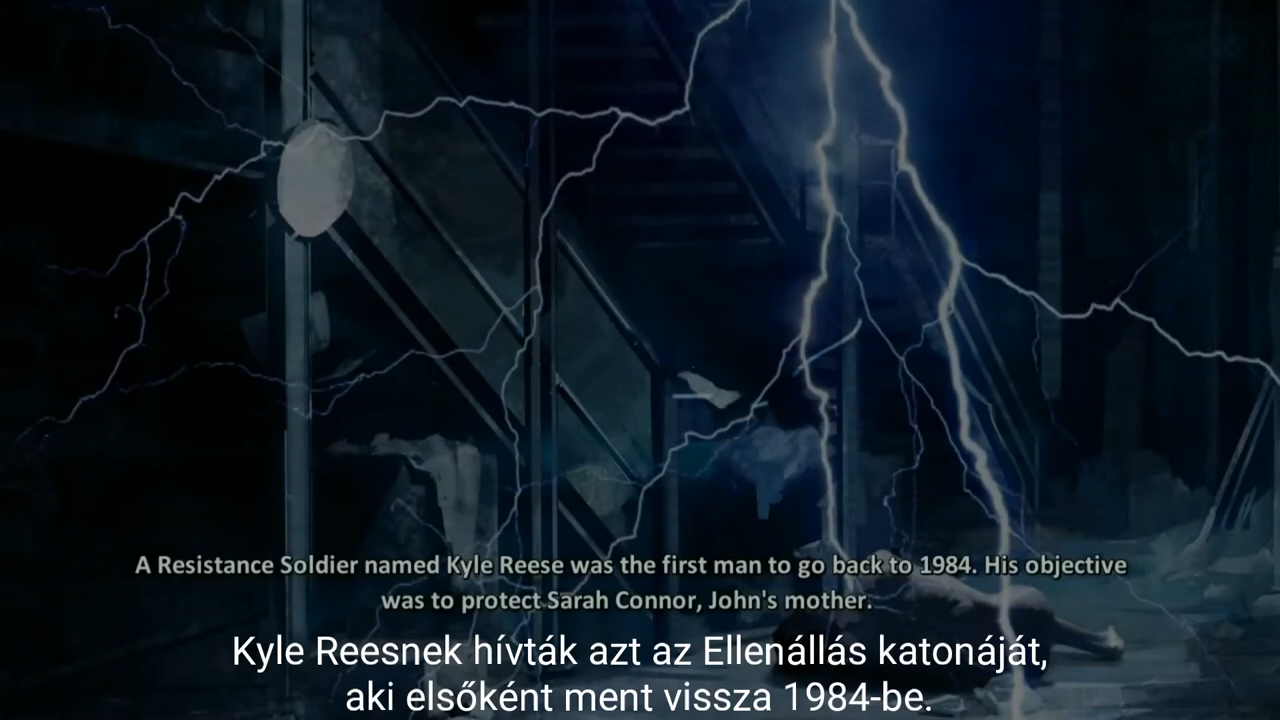 A Resistance Soldier named Kyle Reese was the first man to go back to 1984. His objective
was to protect Sarah Connor, John's mother.
Kyle Reesnek hívták azt az Ellenállás katonáját,
aki elsőként ment vissza 1984-be.